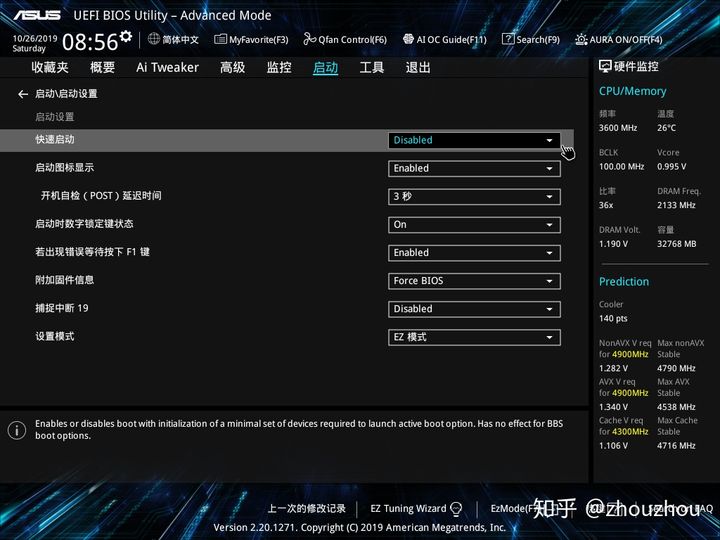 ASUS UEFI BIOS Utility – Advanced Mode
10/26/2019 Saturday 08:56 简体中文 MyFavorite(F3) Qfan Control(F6) AI OC Guide(F11) Search(F9) AURA ON/OFF(F4)
收藏夹 概要 Ai Tweaker 高级 监控 启动 工具 退出
启动\启动设置
启动设置
快速启动 Disabled
启动图标显示 Enabled
开机自检（POST）延迟时间 3 秒
启动时数字锁定键状态 On
若出现错误等待按下 F1 键 Enabled
附加固件信息 Force BIOS
捕捉中断 19 Disabled
设置模式 EZ 模式
Enables or disables boot with initialization of a minimal set of devices required to launch active boot option. Has no effect for BBS
boot options.
硬件监控
CPU/Memory
频率 温度
3600 MHz 26°C
BCLK Vcore
100.00 MHz 0.995 V
比率 DRAM Freq.
36x 2133 MHz
DRAM Volt. 容量
1.190 V 32768 MB
Prediction
Cooler
140 pts
NonAVX V req Max nonAVX
for 4900MHz Stable
1.282 V 4790 MHz
AVX V req Max AVX
for 4900MHz Stable
1.340 V 4538 MHz
Cache V req Max Cache
for 4300MHz Stable
1.106 V 4716 MHz
上一次的修改记录 EZ Tuning Wizard EzMode(F7)
知乎 @zhouzhou
Version 2.20.1271. Copyright (C) 2019 American Megatrends, Inc.